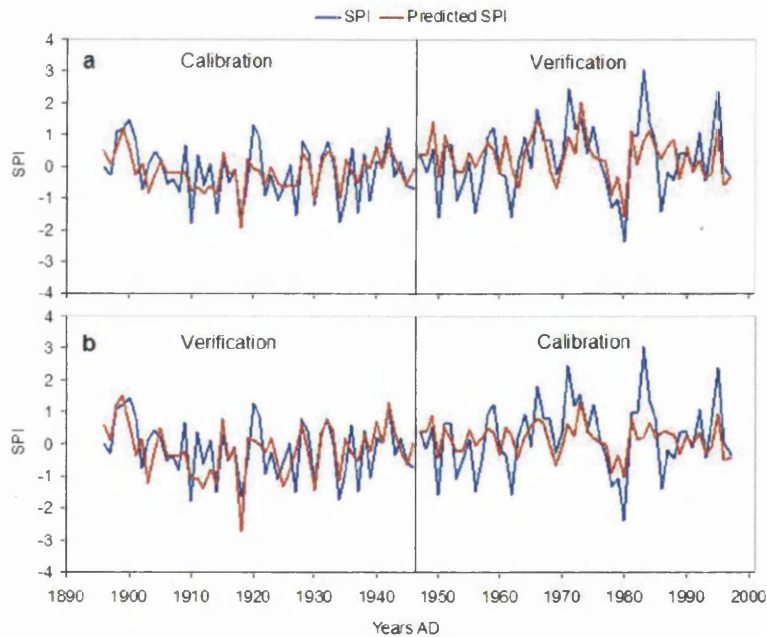 SPI Predicted SPI
a Calibration Verification
4
3
2
1
0
-1
-2
-3
-4
SPI
b Verification Calibration
4
3
2
1
0
-1
-2
-3
-4
SPI
1890 1900 1910 1920 1930 1940 1950 1960 1970 1980 1990 2000
Years AD